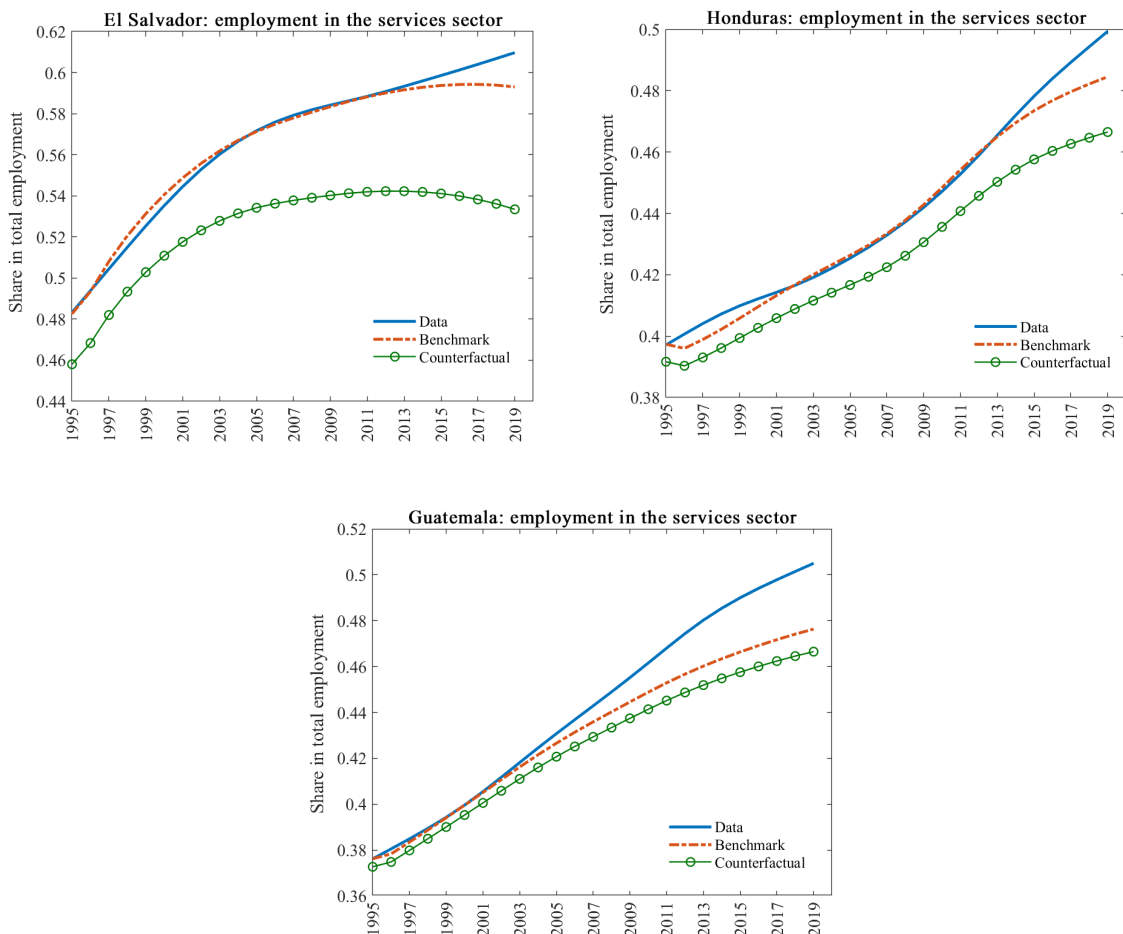 El Salvador: employment in the services sector
Share in total employment
0.62
0.6
0.58
0.56
0.54
0.52
0.5
0.48
0.46
0.44
Data
Benchmark
Counterfactual
1995 1997 1999 2001 2003 2005 2007 2009 2011 2013 2015 2017 2019
Honduras: employment in the services sector
Share in total employment
0.5
0.48
0.46
0.44
0.42
0.4
0.38
Data
Benchmark
Counterfactual
1995 1997 1999 2001 2003 2005 2007 2009 2011 2013 2015 2017 2019
Guatemala: employment in the services sector
Share in total employment
0.52
0.5
0.48
0.46
0.44
0.42
0.4
0.38
0.36
Data
Benchmark
Counterfactual
1995 1997 1999 2001 2003 2005 2007 2009 2011 2013 2015 2017 2019